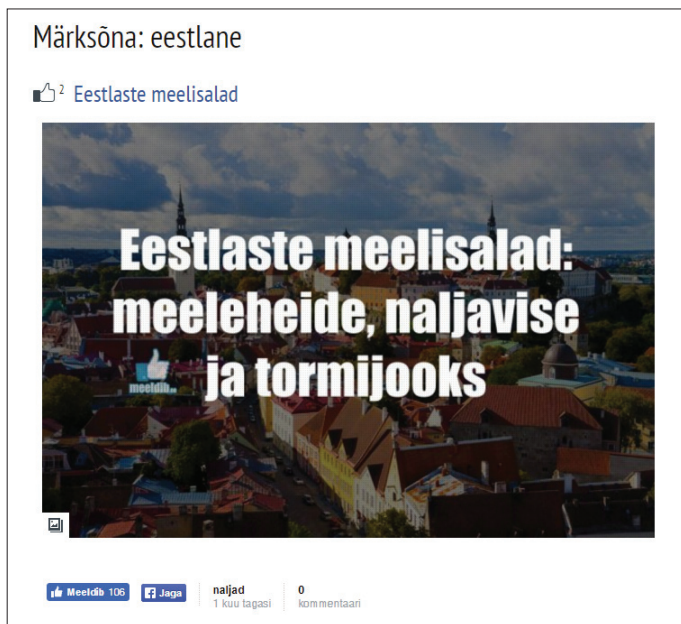 Märksõna: eestlane
2 Eestlaste meelisalad
Eestlaste meelisalad:
meeleheide, naljavise
ja tormijooks
meeldib.ee
Meeldib 106
Jaga
naljad
1 kuu tagasi
0
kommentaari